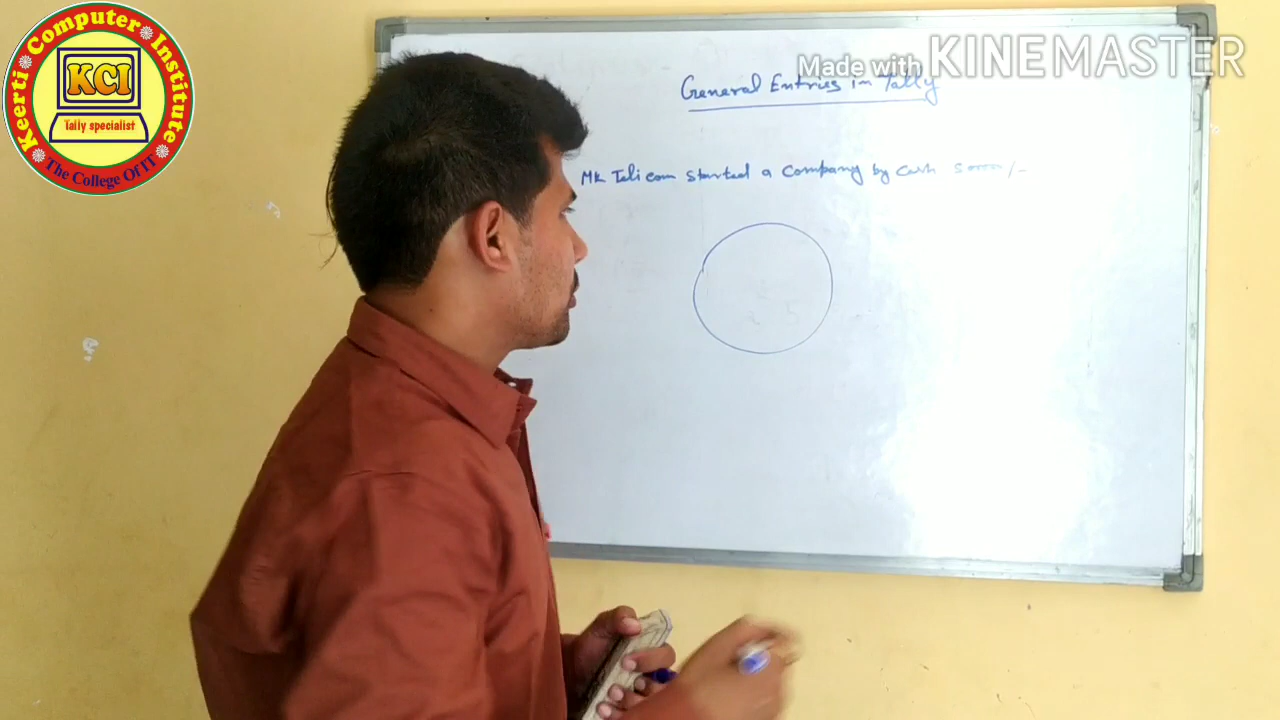 Keerti Computer Institute
KCI
Tally specialist
The College Of IT
Made with KINEMASTER
General Entries in Tally
MK Telicom started a Company by Cash 50000/-